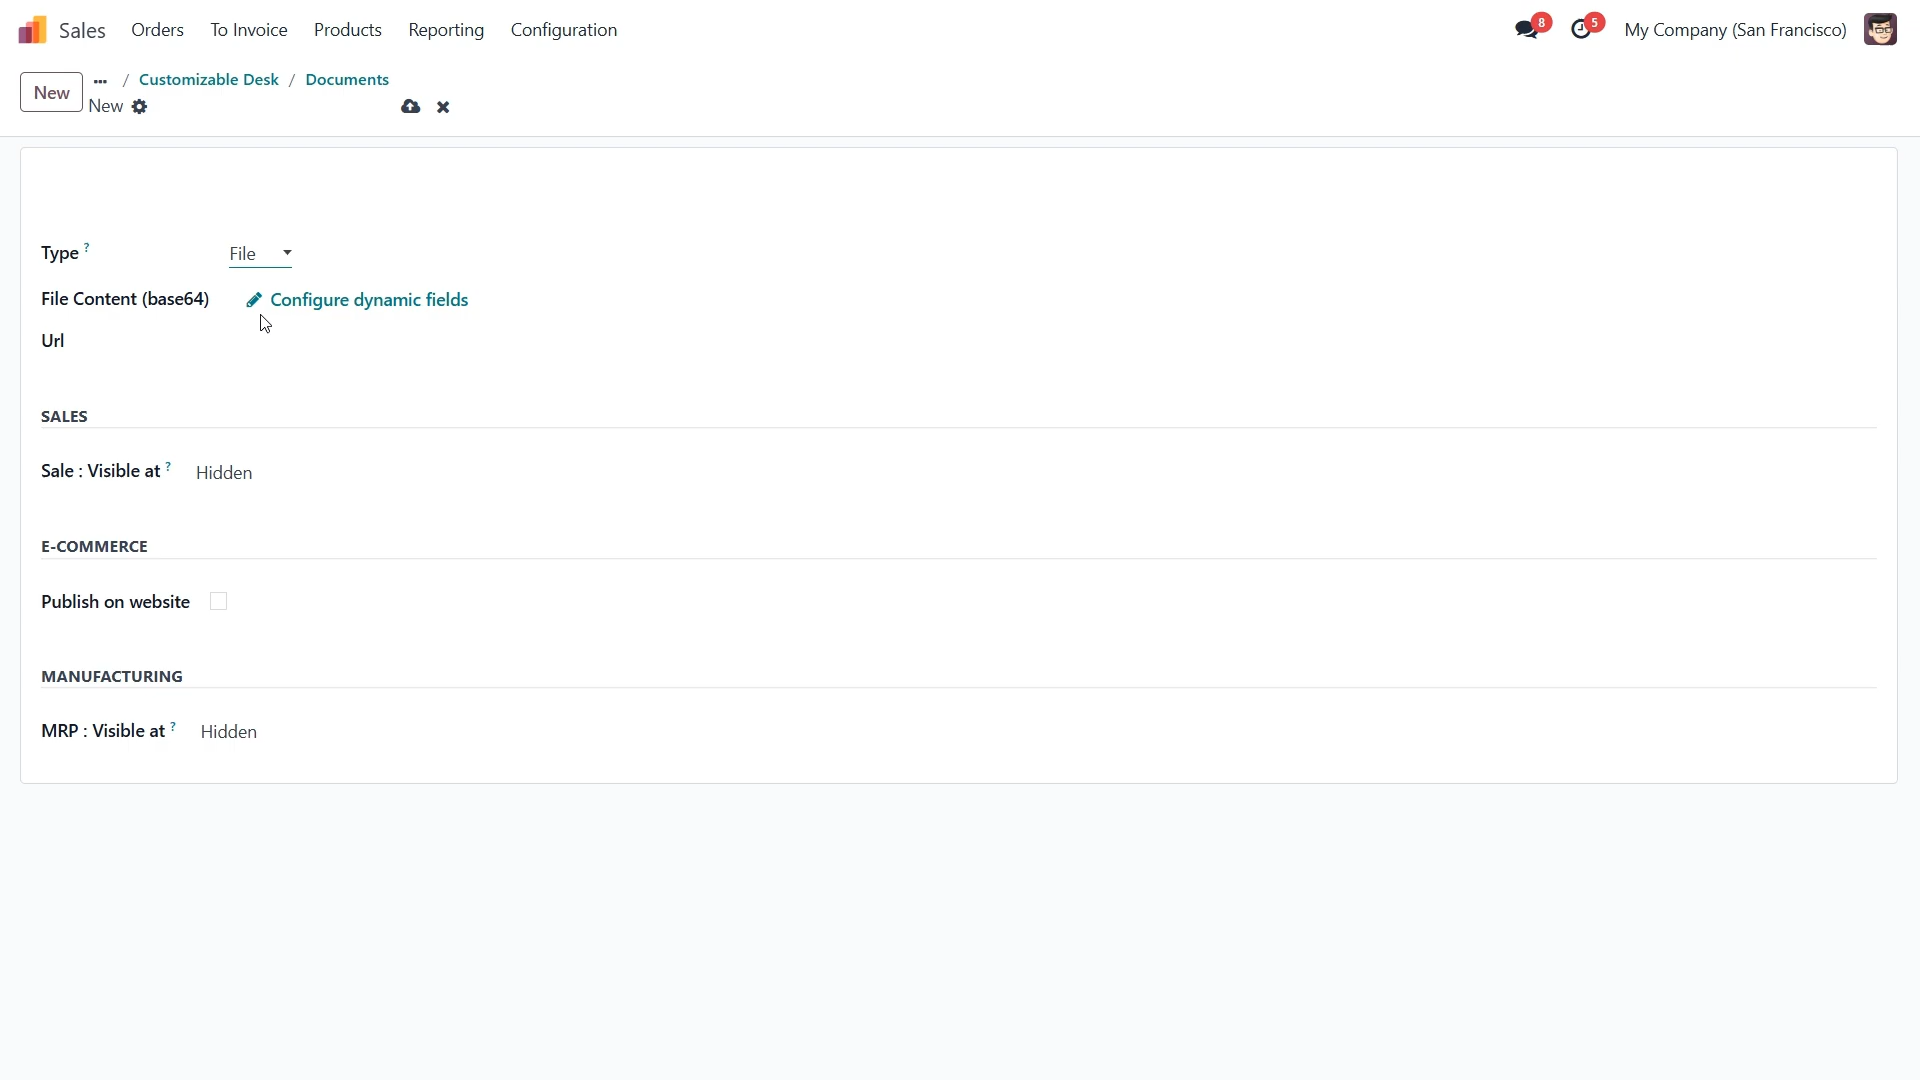 Sales Orders To Invoice Products Reporting Configuration 8 5 My Company (San Francisco)
New ... / Customizable Desk / Documents
New
Type ? File
File Content (base64) Configure dynamic fields
Url
SALES
Sale : Visible at ? Hidden
E-COMMERCE
Publish on website
MANUFACTURING
MRP : Visible at ? Hidden